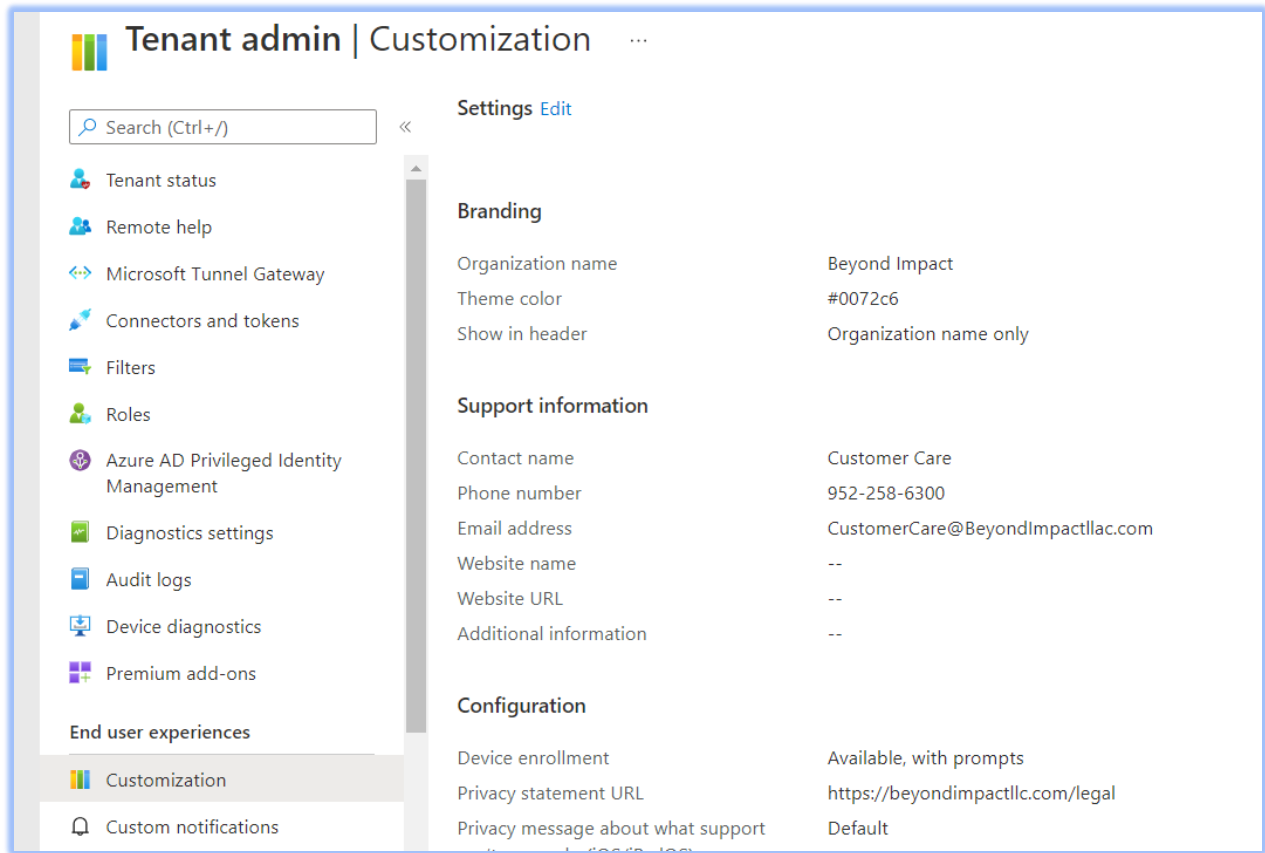 Tenant admin | Customization ...
Search (Ctrl+/)
«
Tenant status
Remote help
Microsoft Tunnel Gateway
Connectors and tokens
Filters
Roles
Azure AD Privileged Identity
Management
Diagnostics settings
Audit logs
Device diagnostics
Premium add-ons
End user experiences
Customization
Custom notifications
Settings Edit
Branding
Organization name Beyond Impact
Theme color #0072c6
Show in header Organization name only
Support information
Contact name Customer Care
Phone number 952-258-6300
Email address CustomerCare@BeyondImpactllac.com
Website name --
Website URL --
Additional information --
Configuration
Device enrollment Available, with prompts
Privacy statement URL https://beyondimpactllc.com/legal
Privacy message about what support Default